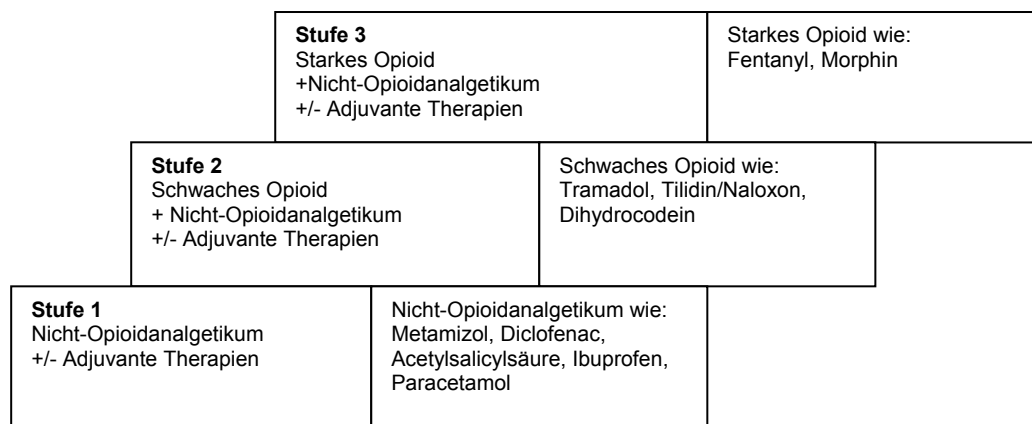 Stufe 3
Starkes Opioid
+Nicht-Opioidanalgetikum
+/- Adjuvante Therapien
Starkes Opioid wie:
Fentanyl, Morphin
Stufe 2
Schwaches Opioid
+ Nicht-Opioidanalgetikum
+/- Adjuvante Therapien
Schwaches Opioid wie:
Tramadol, Tilidin/Naloxon,
Dihydrocodein
Stufe 1
Nicht-Opioidanalgetikum
+/- Adjuvante Therapien
Nicht-Opioidanalgetikum wie:
Metamizol, Diclofenac,
Acetylsalicylsäure, Ibuprofen,
Paracetamol